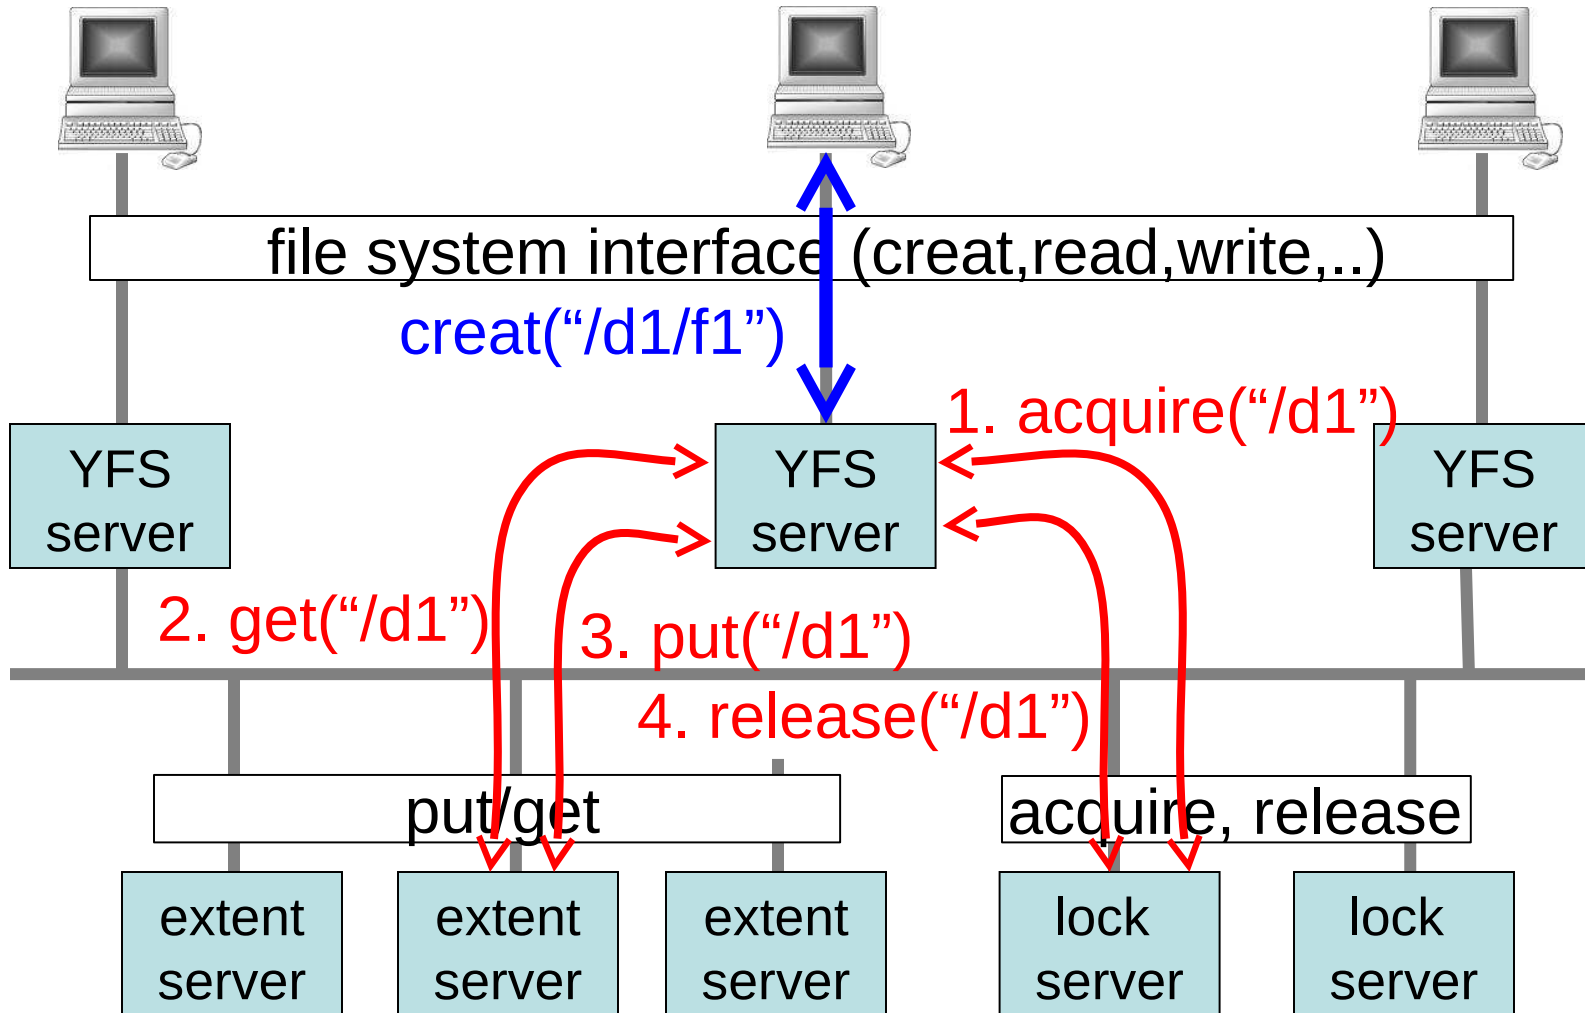 file system interface (creat,read,write,..)
creat(“/d1/f1”)
1. acquire(“/d1”)
YFS
server
YFS
server
YFS
server
2. get(“/d1”)
3. put(“/d1”)
4. release(“/d1”)
put/get
acquire, release
extent
server
extent
server
extent
server
lock
server
lock
server